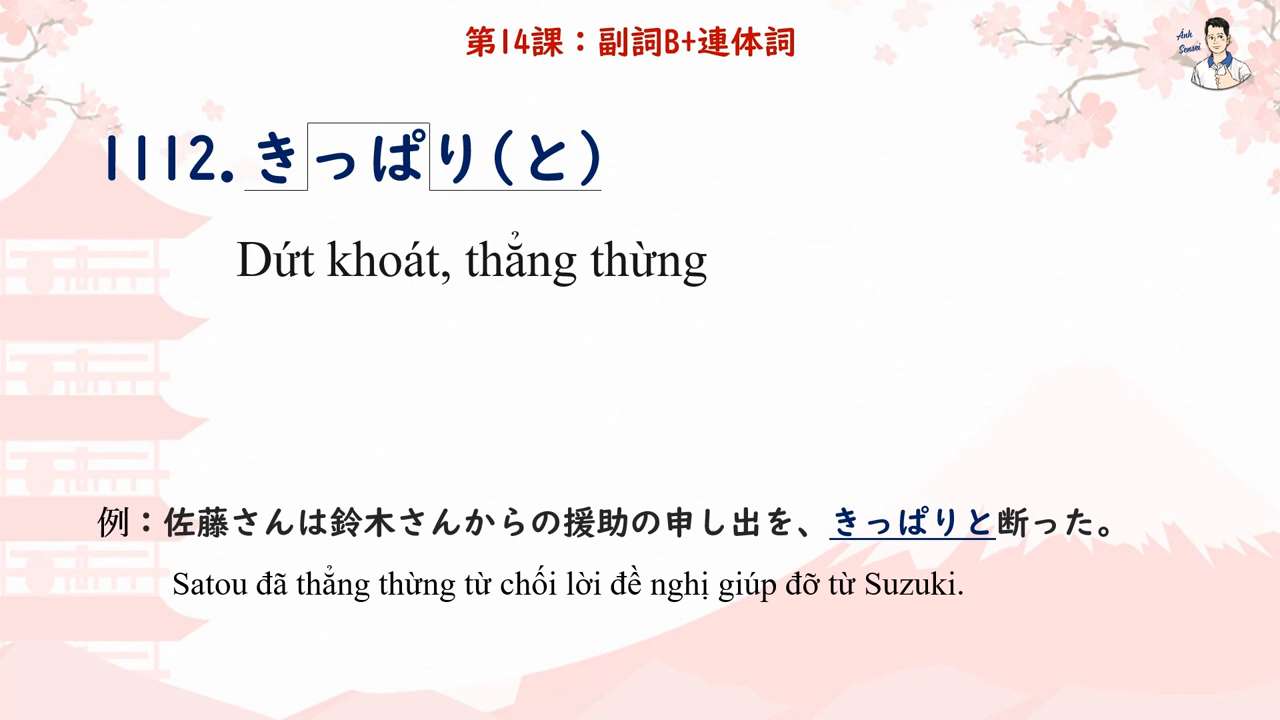 第14課：副詞B+連体詞
Ánh
Sensei
1112.きっぱり(と)
Dứt khoát, thẳng thừng
例：佐藤さんは鈴木さんからの援助の申し出を、きっぱりと断った。
Satou đã thẳng thừng từ chối lời đề nghị giúp đỡ từ Suzuki.